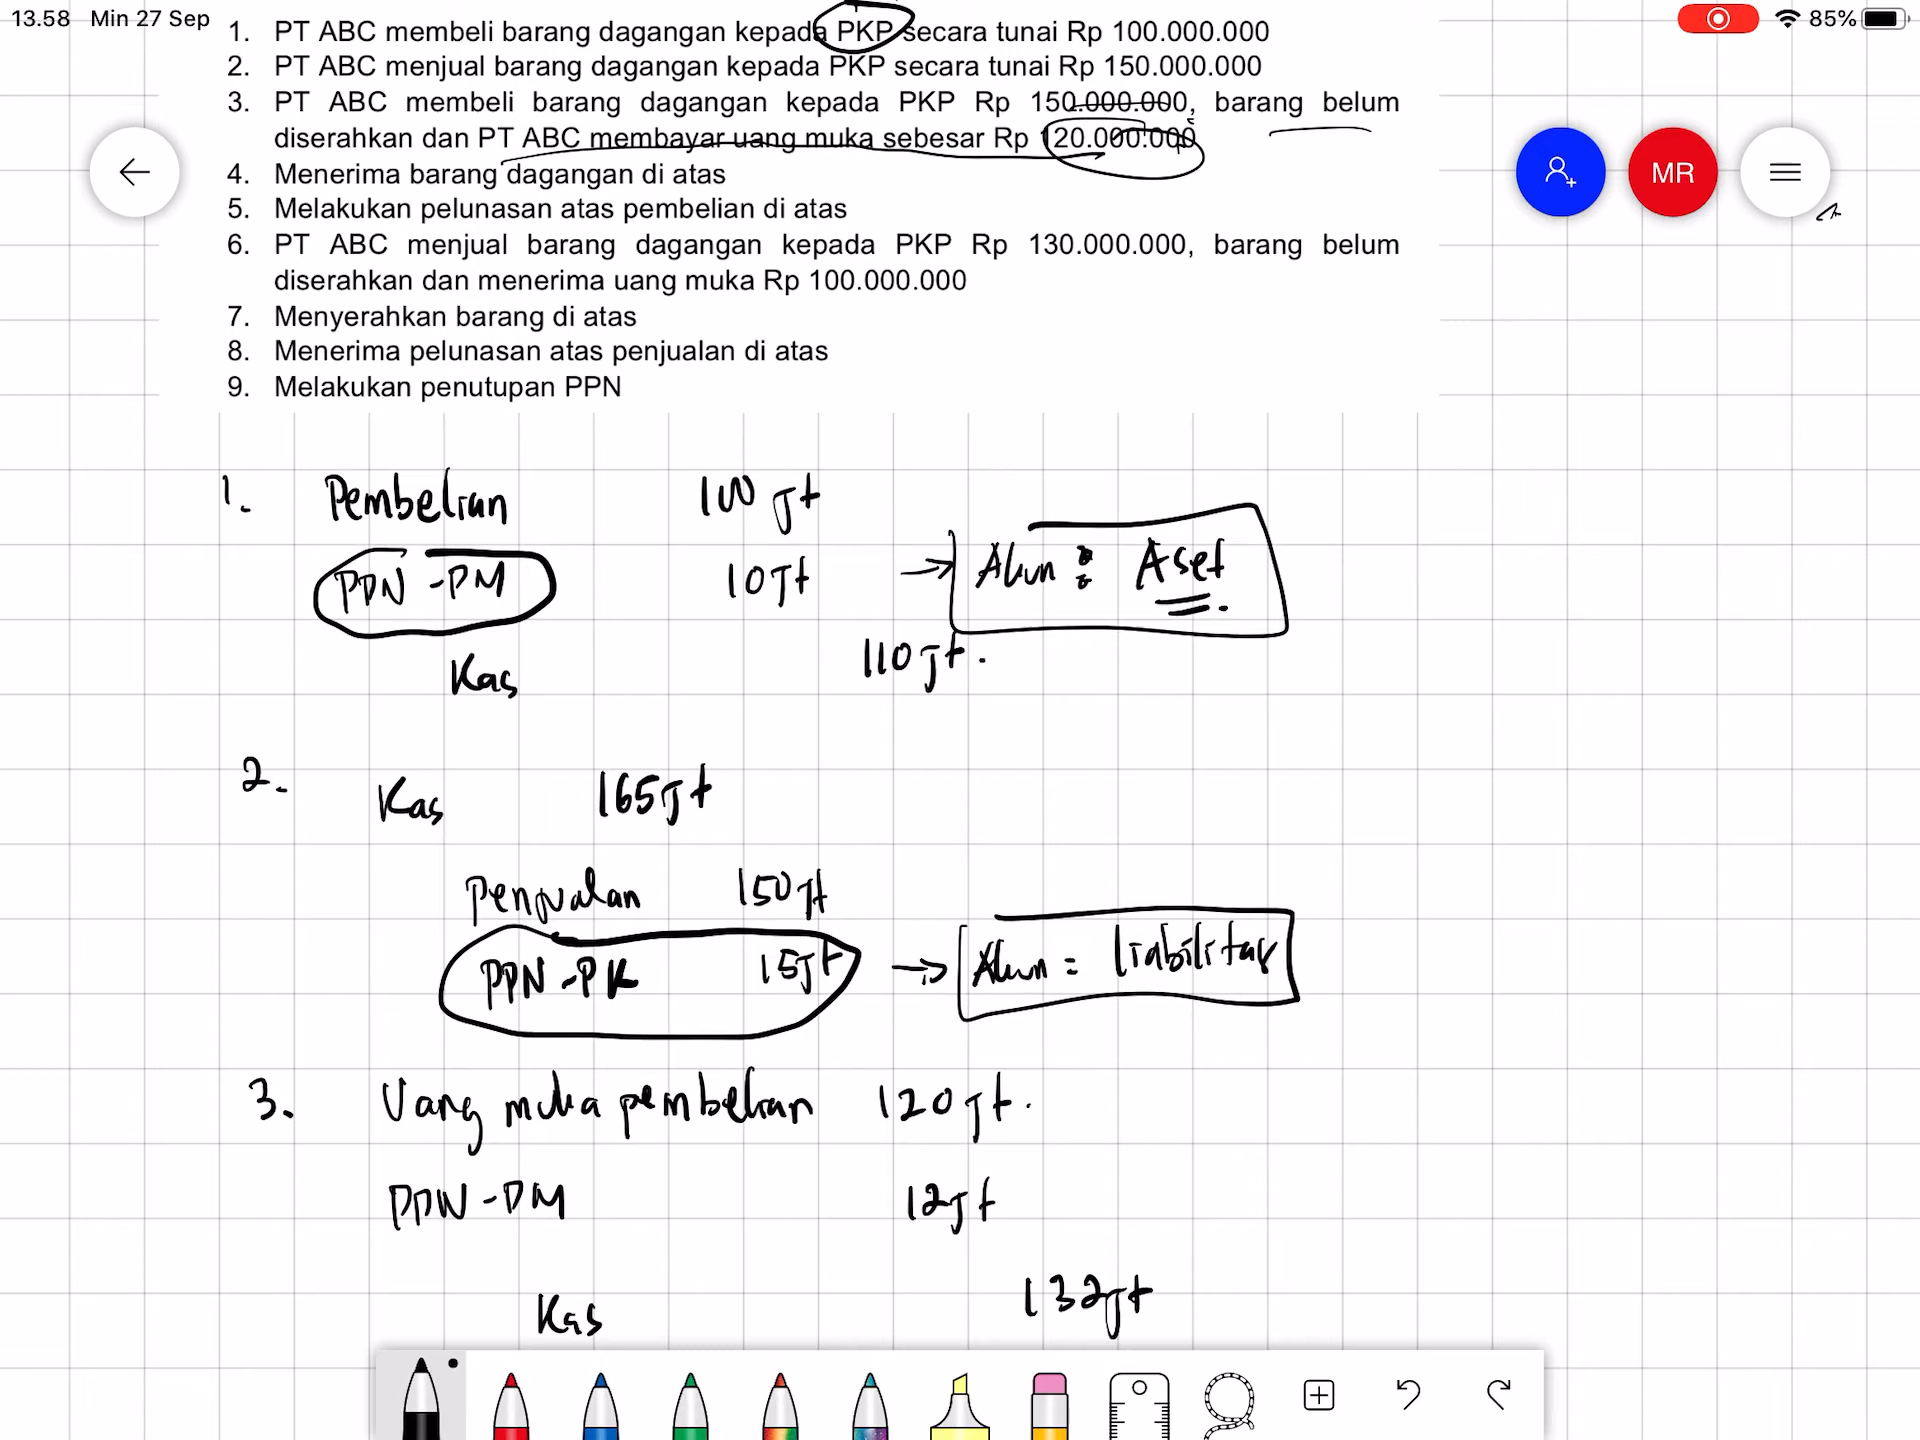 13.58 Min 27 Sep
85%
1. PT ABC membeli barang dagangan kepada PKP secara tunai Rp 100.000.000
2. PT ABC menjual barang dagangan kepada PKP secara tunai Rp 150.000.000
3. PT ABC membeli barang dagangan kepada PKP Rp 150.000.000, barang belum
diserahkan dan PT ABC membayar uang muka sebesar Rp 120.000.000
4. Menerima barang dagangan di atas
5. Melakukan pelunasan atas pembelian di atas
6. PT ABC menjual barang dagangan kepada PKP Rp 130.000.000, barang belum
diserahkan dan menerima uang muka Rp 100.000.000
7. Menyerahkan barang di atas
8. Menerima pelunasan atas penjualan di atas
9. Melakukan penutupan PPN
MR
1. Pembelian 100 Jt
PPN - PM 10 Jt → Akun : Aset
Kas 110 Jt.
2. Kas 165 Jt
Penjualan 150 Jt
PPN - PK 15 Jt → Akun = liabilitas
3. Uang muka pembelian 120 Jt.
PPN - PM 12 Jt
Kas 132 Jt